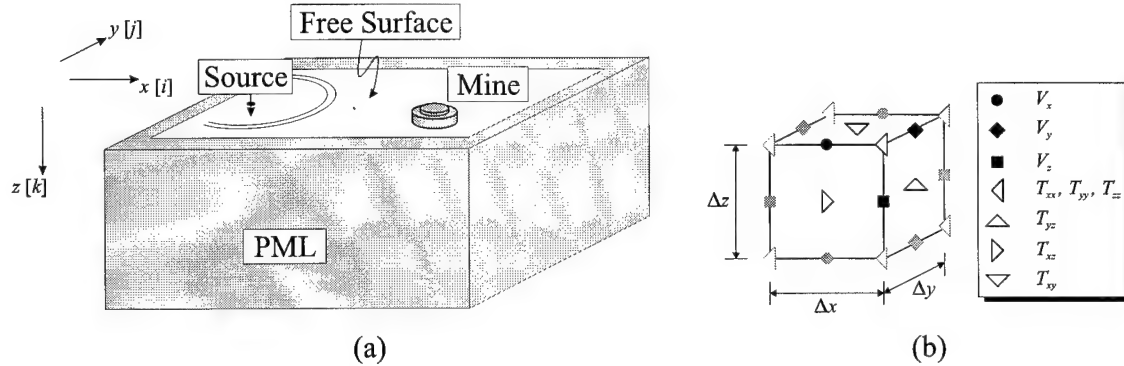 y [j]
x [i]
z [k]
Free Surface
Source
Mine
PML
(a)
Δz
Δx
Δy
V_x
V_y
V_z
T_xx, T_yy, T_zz
T_yz
T_xz
T_xy
(b)